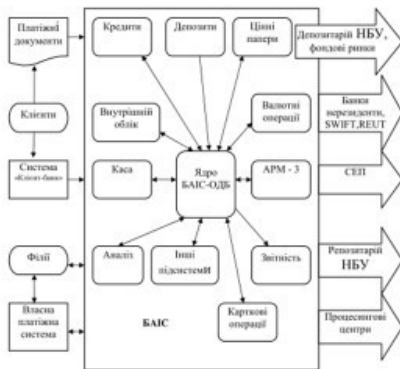 Платіжні
документи
Клієнти
Система
«Клієнт-банк»
Філії
Власна
платіжна
система
Кредити
Депозити
Цінні
папери
Внутрішній
облік
Валютні
операції
Каса
Ядро
БАІС-ОДБ
АРМ - 3
Аналіз
Інші
підсистемИ
Звітність
Карткові
операції
БАІС
Депозитарій НБУ,
фондові ринки
Банки
нерезиденти,
SWIFT,REUT
СЕП
Репозитарій
НБУ
Процесингові
центри